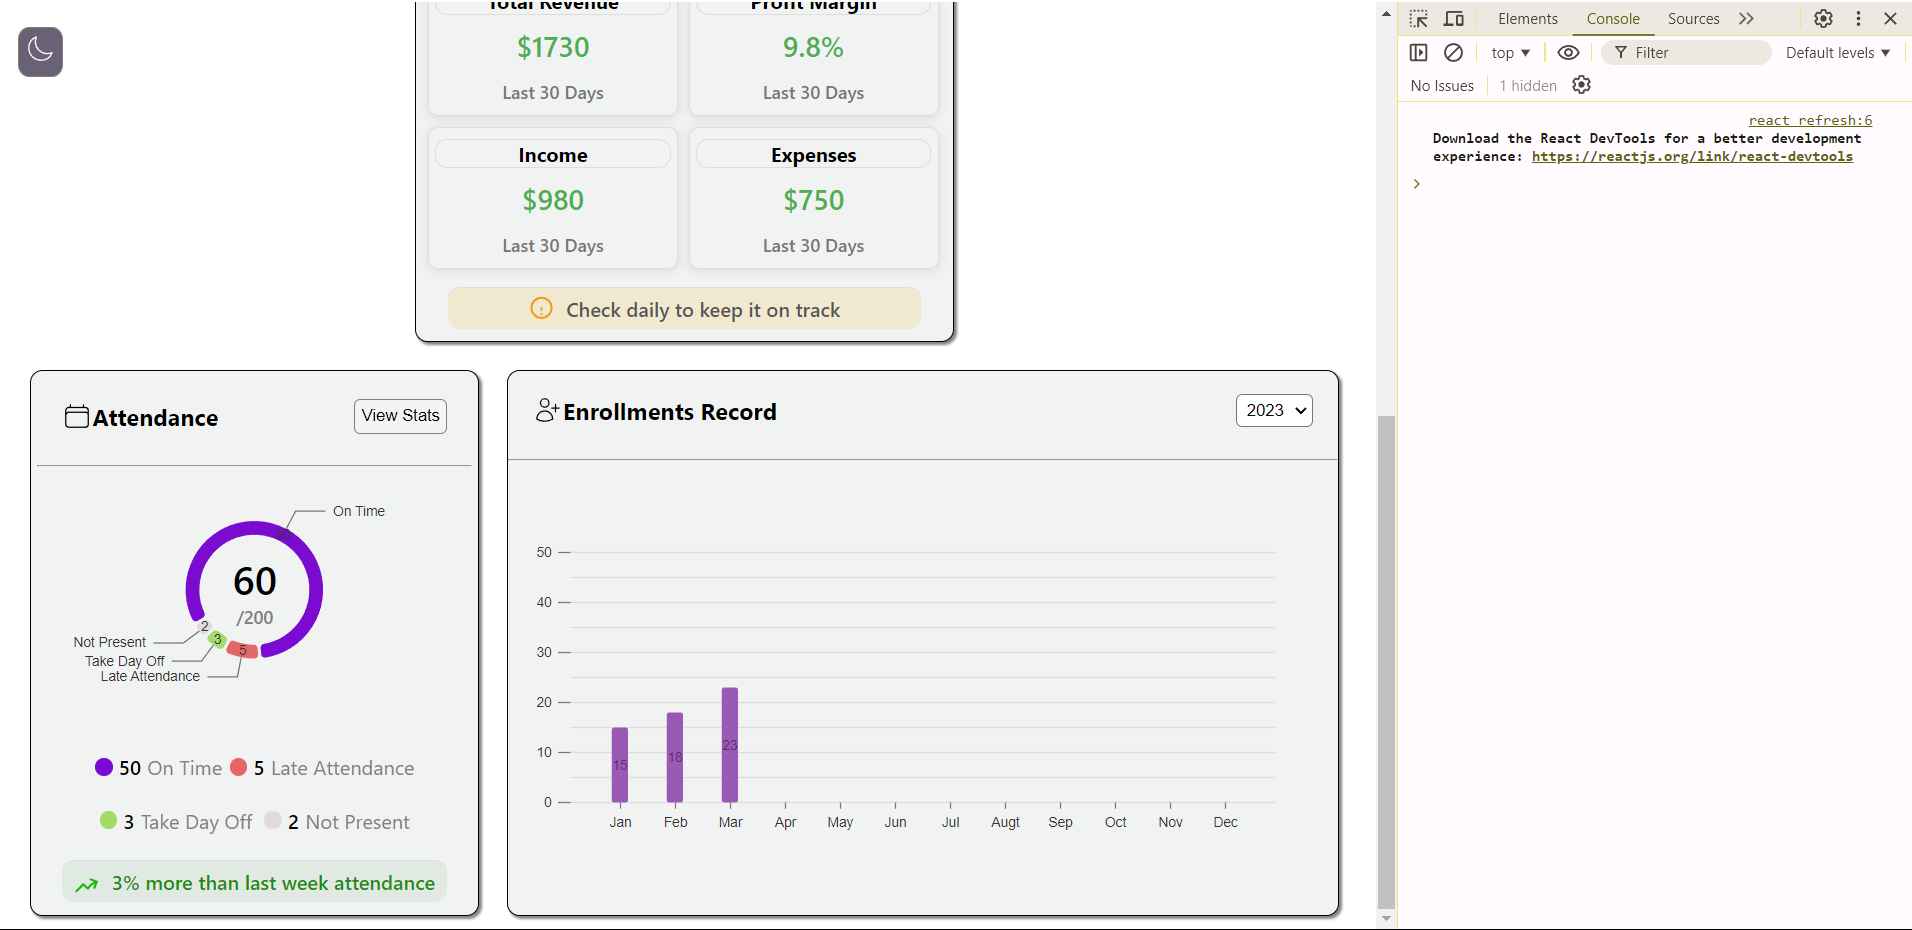 Total Revenue
$1730
Last 30 Days
Profit Margin
9.8%
Last 30 Days
Income
$980
Last 30 Days
Expenses
$750
Last 30 Days
Check daily to keep it on track
Attendance
View Stats
On Time
50
60
/200
2
3
5
Not Present
Take Day Off
Late Attendance
50 On Time 5 Late Attendance
3 Take Day Off 2 Not Present
3% more than last week attendance
Enrollments Record
2023
50
40
30
20
10
0
15
18
23
Jan Feb Mar Apr May Jun Jul Augt Sep Oct Nov Dec
Elements Console Sources
top Filter Default levels
No Issues 1 hidden
react refresh:6
Download the React DevTools for a better development
experience: https://reactjs.org/link/react-devtools